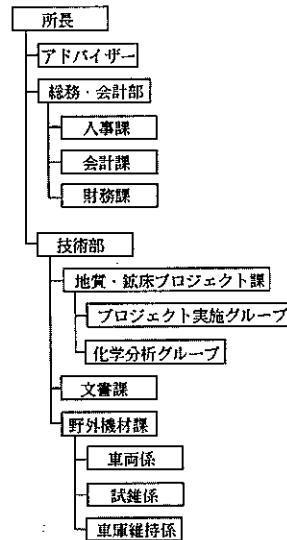 所長
アドバイザー
総務・会計部
人事課
会計課
財務課
技術部
地質・鉱床プロジェクト課
プロジェクト実施グループ
化学分析グループ
文書課
野外機材課
車両係
試錐係
車庫維持係